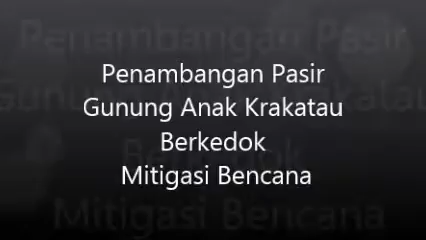 Penambangan Pasir
Gunung Anak Krakatau
Berkedok
Mitigasi Bencana